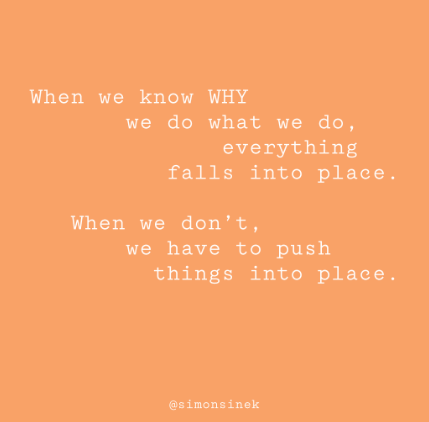 When we know WHY
we do what we do,
everything
falls into place.
When we don't,
we have to push
things into place.
@simonsinek